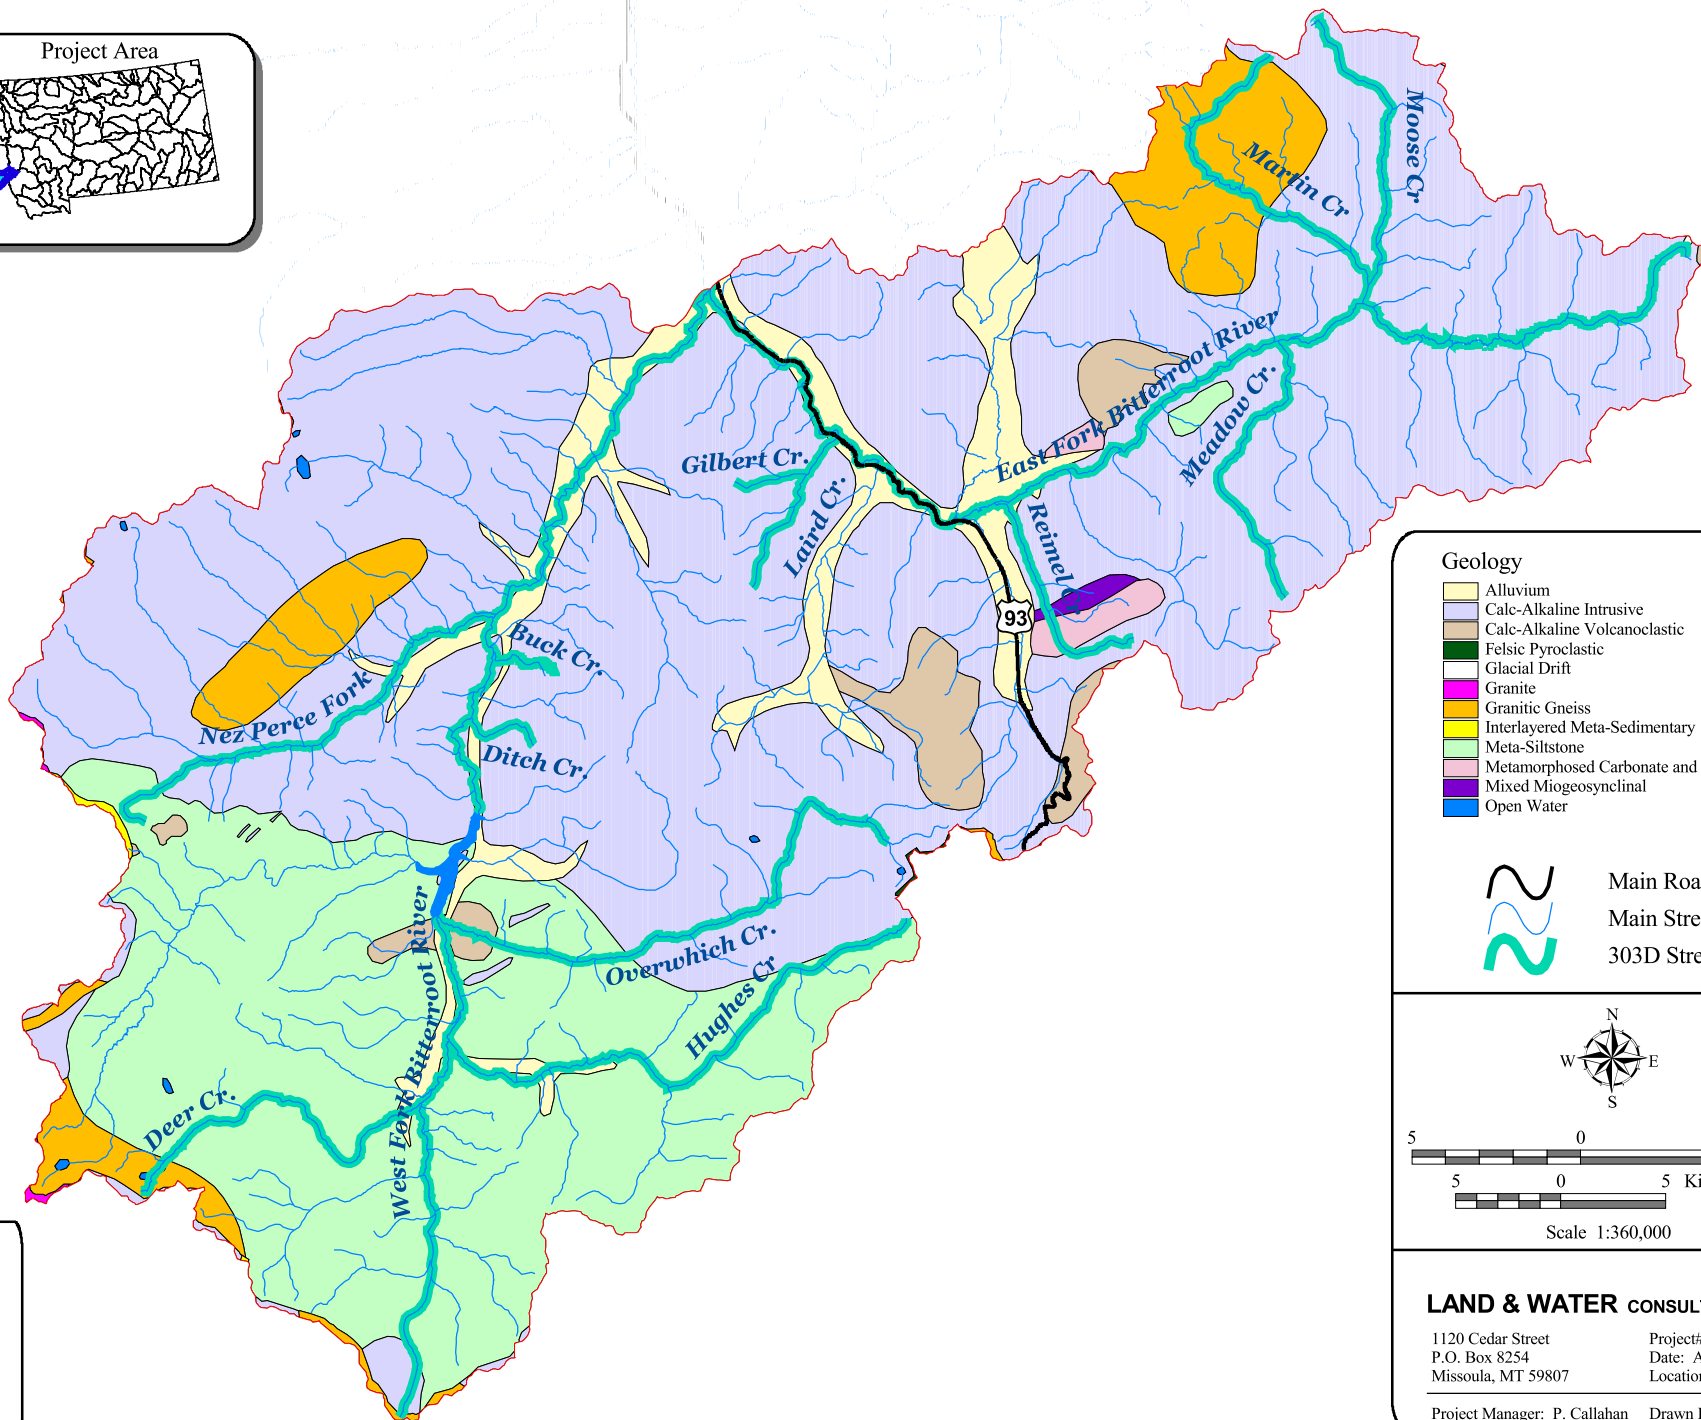 Project Area
Moose Cr
Martin Cr
East Fork Bitterroot River
Meadow Cr.
Gilbert Cr.
Laird Cr.
Reimel
93
Buck Cr.
Nez Perce Fork
Ditch Cr.
Overwhich Cr.
Hughes Cr
West Fork Bitterroot River
Deer Cr.
Geology
Alluvium
Calc-Alkaline Intrusive
Calc-Alkaline Volcanoclastic
Felsic Pyroclastic
Glacial Drift
Granite
Granitic Gneiss
Interlayered Meta-Sedimentary
Meta-Siltstone
Metamorphosed Carbonate and
Mixed Miogeosynclinal
Open Water
Main Roa
Main Stre
303D Stre
N
W E
S
5 0
5 0 5 Ki
Scale 1:360,000
LAND & WATER CONSUL
1120 Cedar Street Project#
P.O. Box 8254 Date: A
Missoula, MT 59807 Location
Project Manager: P. Callahan Drawn